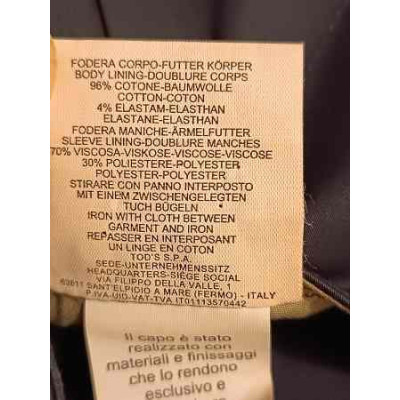 FODERA CORPO-FUTTER KÖRPER
BODY LINING-DOUBLURE CORPS
96% COTONE-BAUMWOLLE
COTTON-COTON
4% ELASTAM-ELASTHAN
ELASTANE-ELASTHAN
FODERA MANICHE-ÄRMELFUTTER
SLEEVE LINING-DOUBLURE MANCHES
70% VISCOSA-VISKOSE-VISCOSE-VISCOSE
30% POLIESTERE-POLYESTER
POLYESTER-POLYESTER
STIRARE CON PANNO INTERPOSTO
MIT EINEM ZWISCHENGELEGTEN
TUCH BÜGELN
IRON WITH CLOTH BETWEEN
GARMENT AND IRON
REPASSER EN INTERPOSANT
UN LINGE EN COTON
TOD'S S.P.A.
SEDE-UNTERNEHMENSSITZ
HEADQUARTERS-SIÈGE SOCIAL
VIA FILIPPO DELLA VALLE, 1
63811 SANT'ELPIDIO A MARE (FERMO) - ITALY
P.IVA-UID-VAT-TVA IT01113570442
Il capo è stato
realizzato con
materiali e finissaggi
che lo rendono
esclusivo e